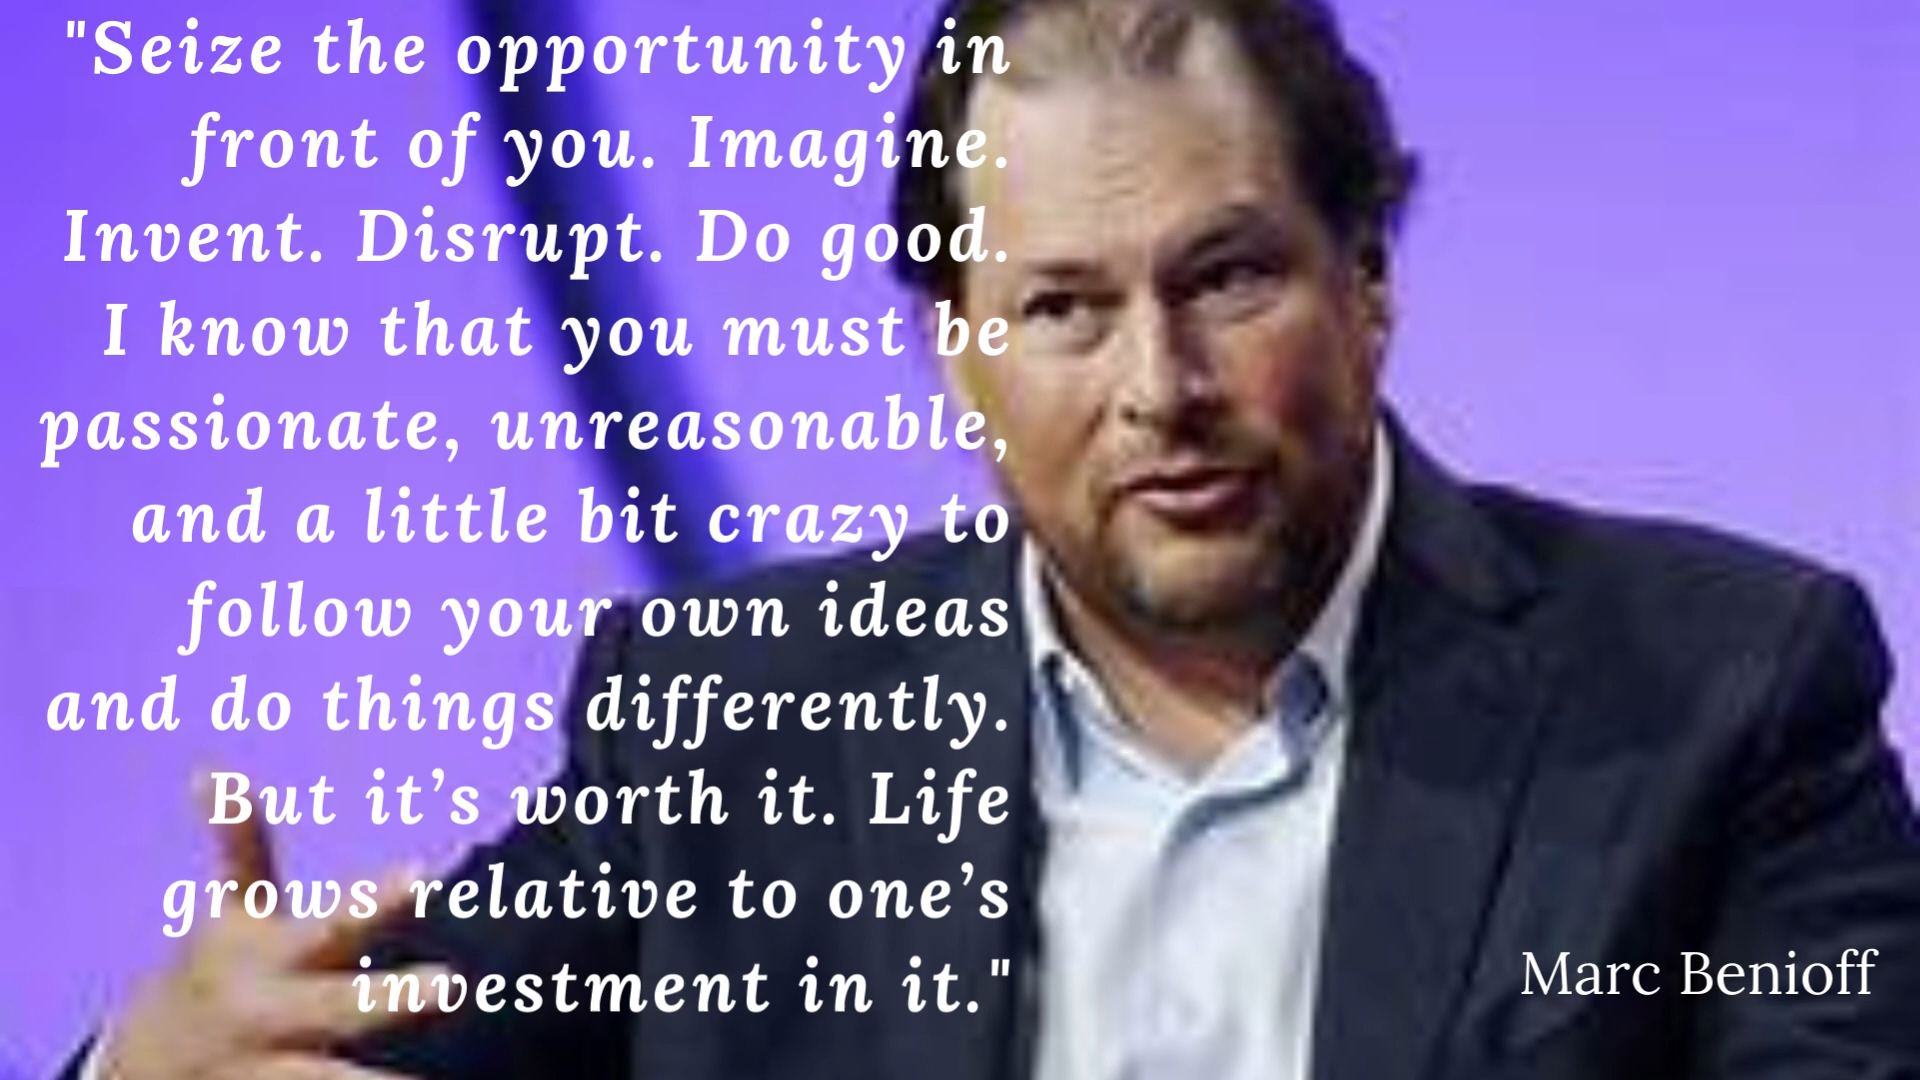 "Seize the opportunity in
front of you. Imagine.
Invent. Disrupt. Do good.
I know that you must be
passionate, unreasonable,
and a little bit crazy to
follow your own ideas
and do things differently.
But it’s worth it. Life
grows relative to one’s
investment in it."
Marc Benioff